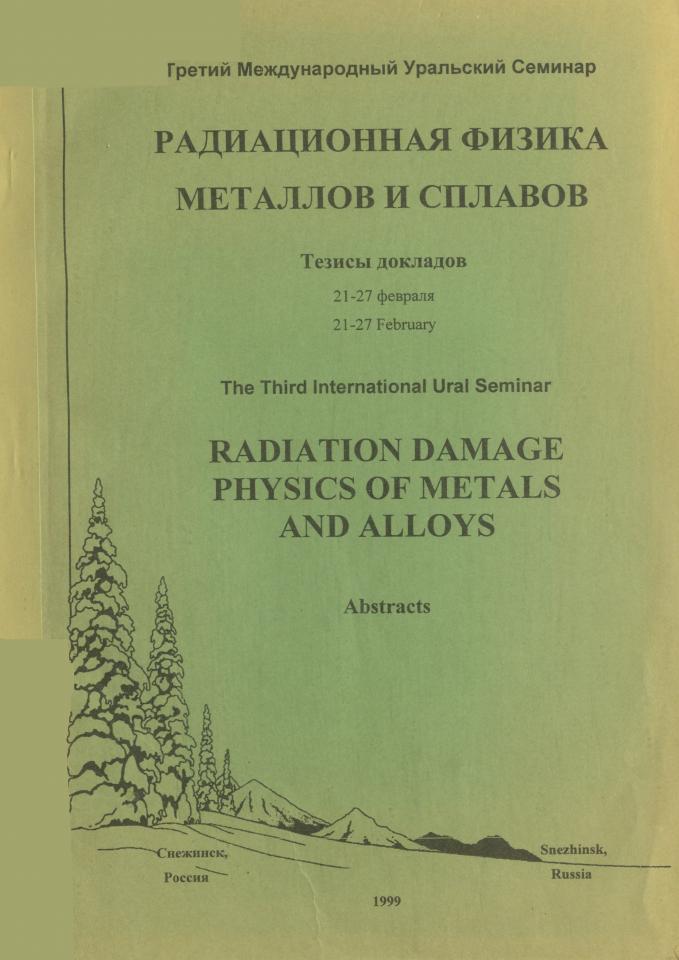 Третий Международный Уральский Семинар
РАДИАЦИОННАЯ ФИЗИКА
МЕТАЛЛОВ И СПЛАВОВ
Тезисы докладов
21-27 февраля
21-27 February
The Third International Ural Seminar
RADIATION DAMAGE
PHYSICS OF METALS
AND ALLOYS
Abstracts
Снежинск,
Россия
Snezhinsk,
Russia
1999